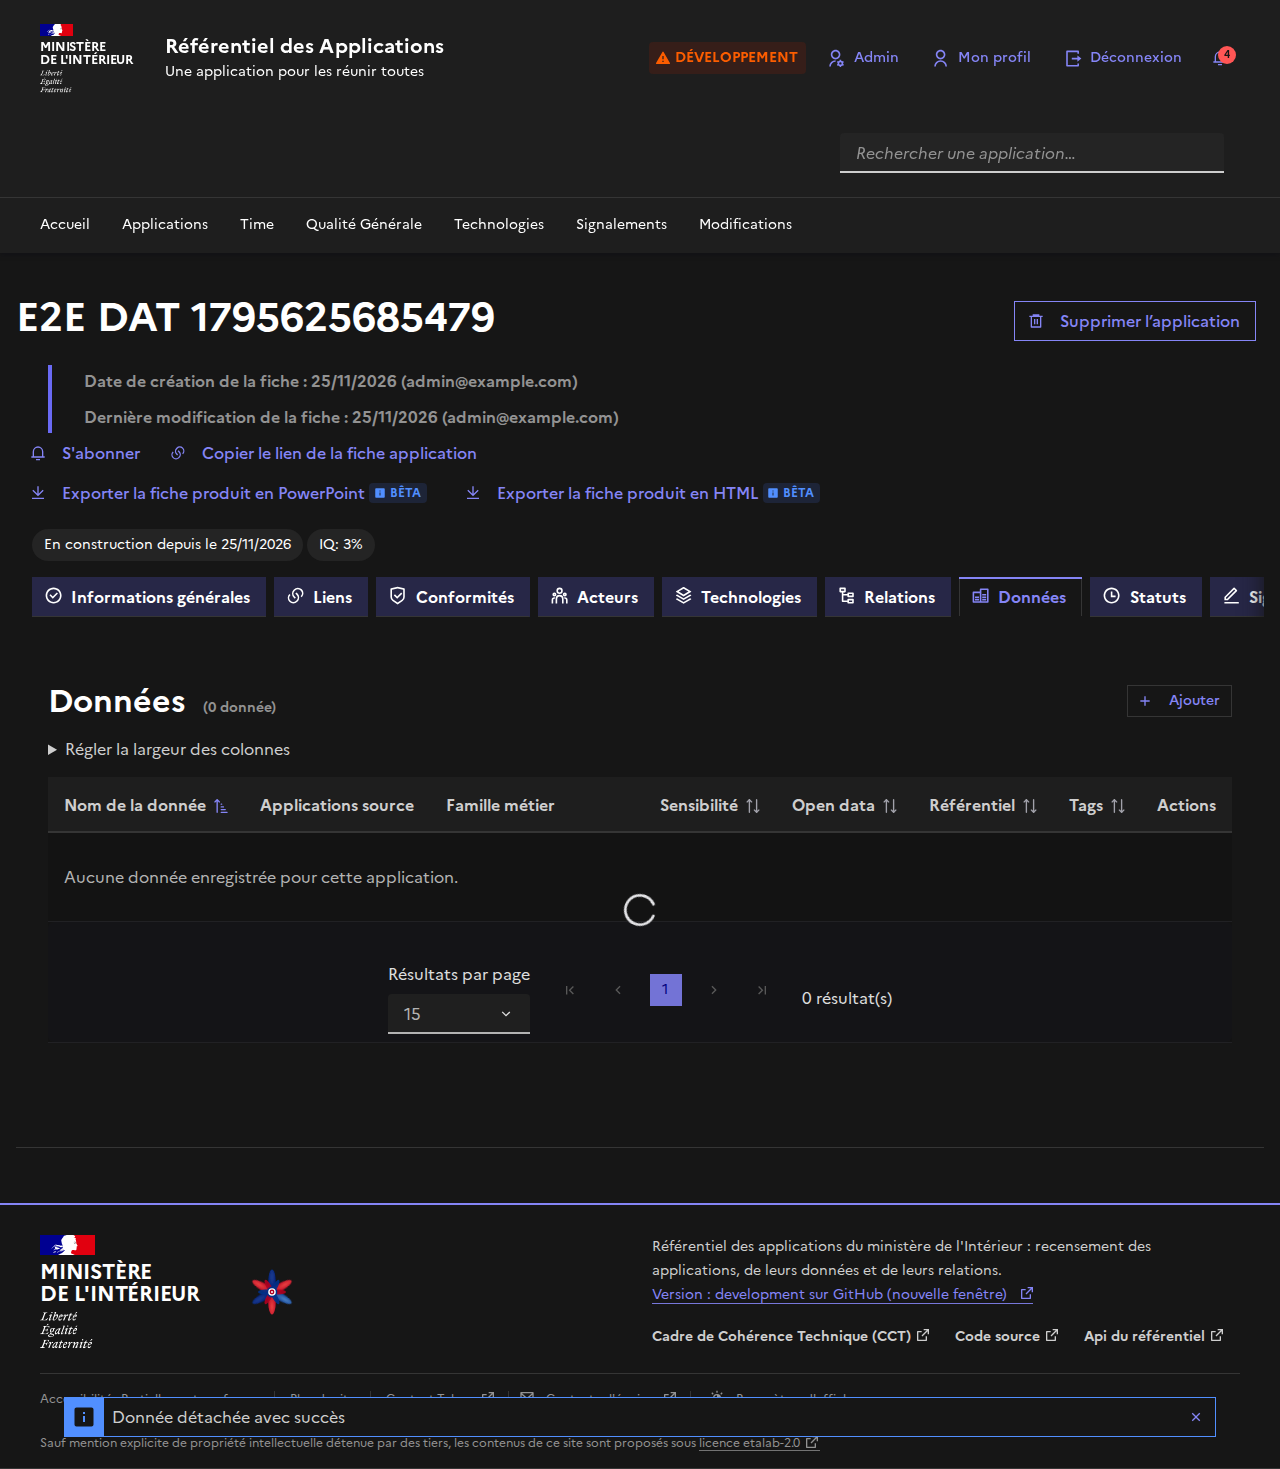 MINISTÈRE
DE L'INTÉRIEUR
Liberté
Égalité
Fraternité
Référentiel des Applications
Une application pour les réunir toutes
DÉVELOPPEMENT
Admin
Mon profil
Déconnexion
4
Rechercher une application…
Accueil
Applications
Time
Qualité Générale
Technologies
Signalements
Modifications
E2E DAT 1795625685479
Supprimer l’application
Date de création de la fiche : 25/11/2026 (admin@example.com)
Dernière modification de la fiche : 25/11/2026 (admin@example.com)
S'abonner
Copier le lien de la fiche application
Exporter la fiche produit en PowerPoint BÊTA
Exporter la fiche produit en HTML BÊTA
En construction depuis le 25/11/2026
IQ: 3%
Informations générales
Liens
Conformités
Acteurs
Technologies
Relations
Données
Statuts
Données (0 donnée)
Ajouter
Régler la largeur des colonnes
Nom de la donnée
Applications source
Famille métier
Sensibilité
Open data
Référentiel
Tags
Actions
Aucune donnée enregistrée pour cette application.
Résultats par page
15
1
0 résultat(s)
MINISTÈRE
DE L'INTÉRIEUR
Liberté
Égalité
Fraternité
Référentiel des applications du ministère de l'Intérieur : recensement des
applications, de leurs données et de leurs relations.
Version : development sur GitHub (nouvelle fenêtre)
Cadre de Cohérence Technique (CCT)
Code source
Api du référentiel
Donnée détachée avec succès
Sauf mention explicite de propriété intellectuelle détenue par des tiers, les contenus de ce site sont proposés sous licence etalab-2.0